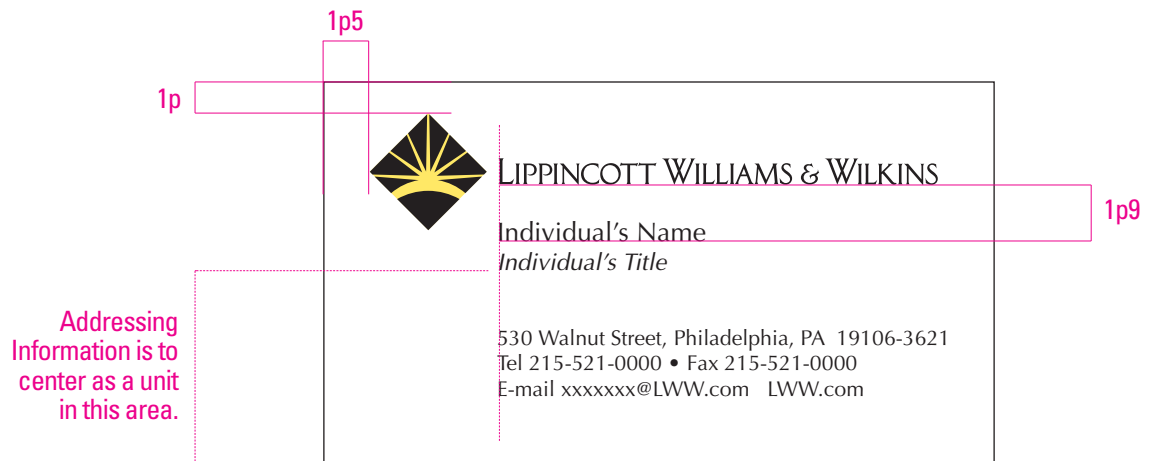 1p5
1p
LIPPINCOTT WILLIAMS & WILKINS
1p9
Individual’s Name
Individual’s Title
Addressing
Information is to
center as a unit
in this area.
530 Walnut Street, Philadelphia, PA  19106-3621
Tel 215-521-0000 • Fax 215-521-0000
E-mail xxxxxxx@LWW.com   LWW.com